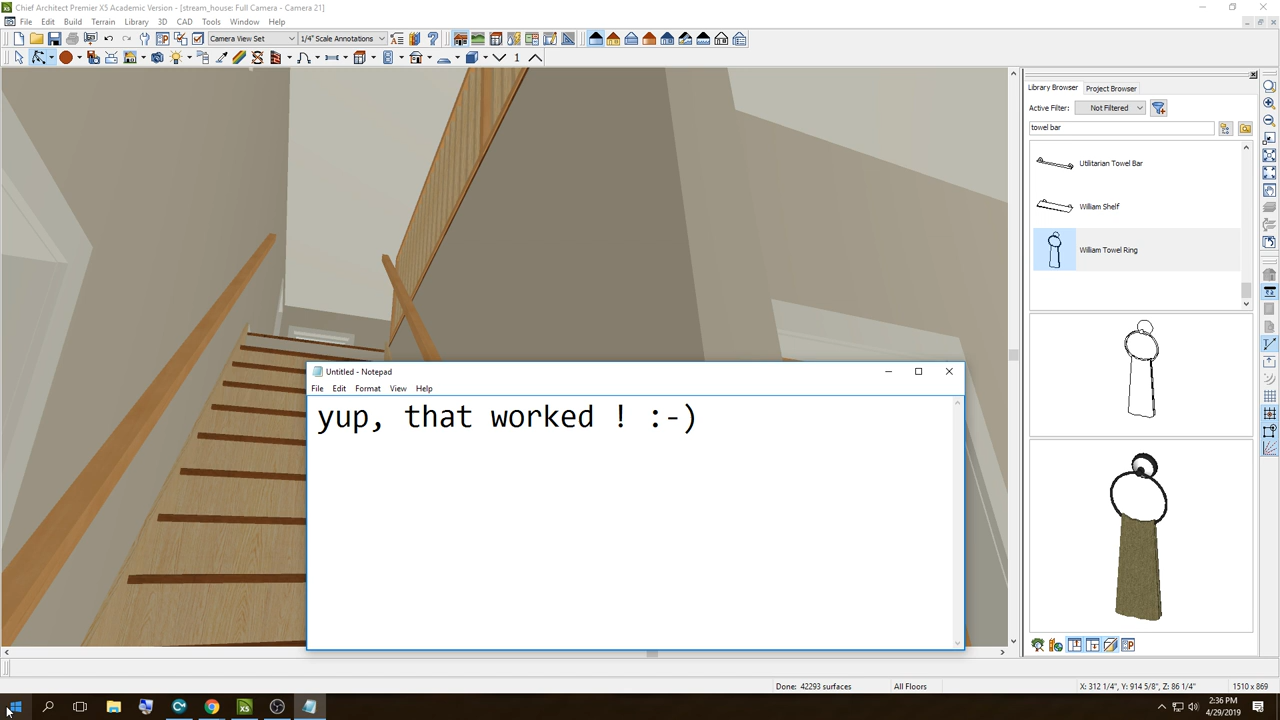 Chief Architect Premier X5 Academic Version - [stream_house: Full Camera - Camera 21]
File Edit Build Terrain Library 3D CAD Tools Window Help
Camera View Set 1/4" Scale Annotations
1
Library Browser Project Browser
Active Filter: Not Filtered
towel bar
Utilitarian Towel Bar
William Shelf
William Towel Ring
Untitled - Notepad
File Edit Format View Help
yup, that worked ! :-)
Done: 42293 surfaces All Floors X: 312 1/4", Y: 914 5/8", Z: 86 1/4" 1510 x 869
X5
2:36 PM
4/29/2019